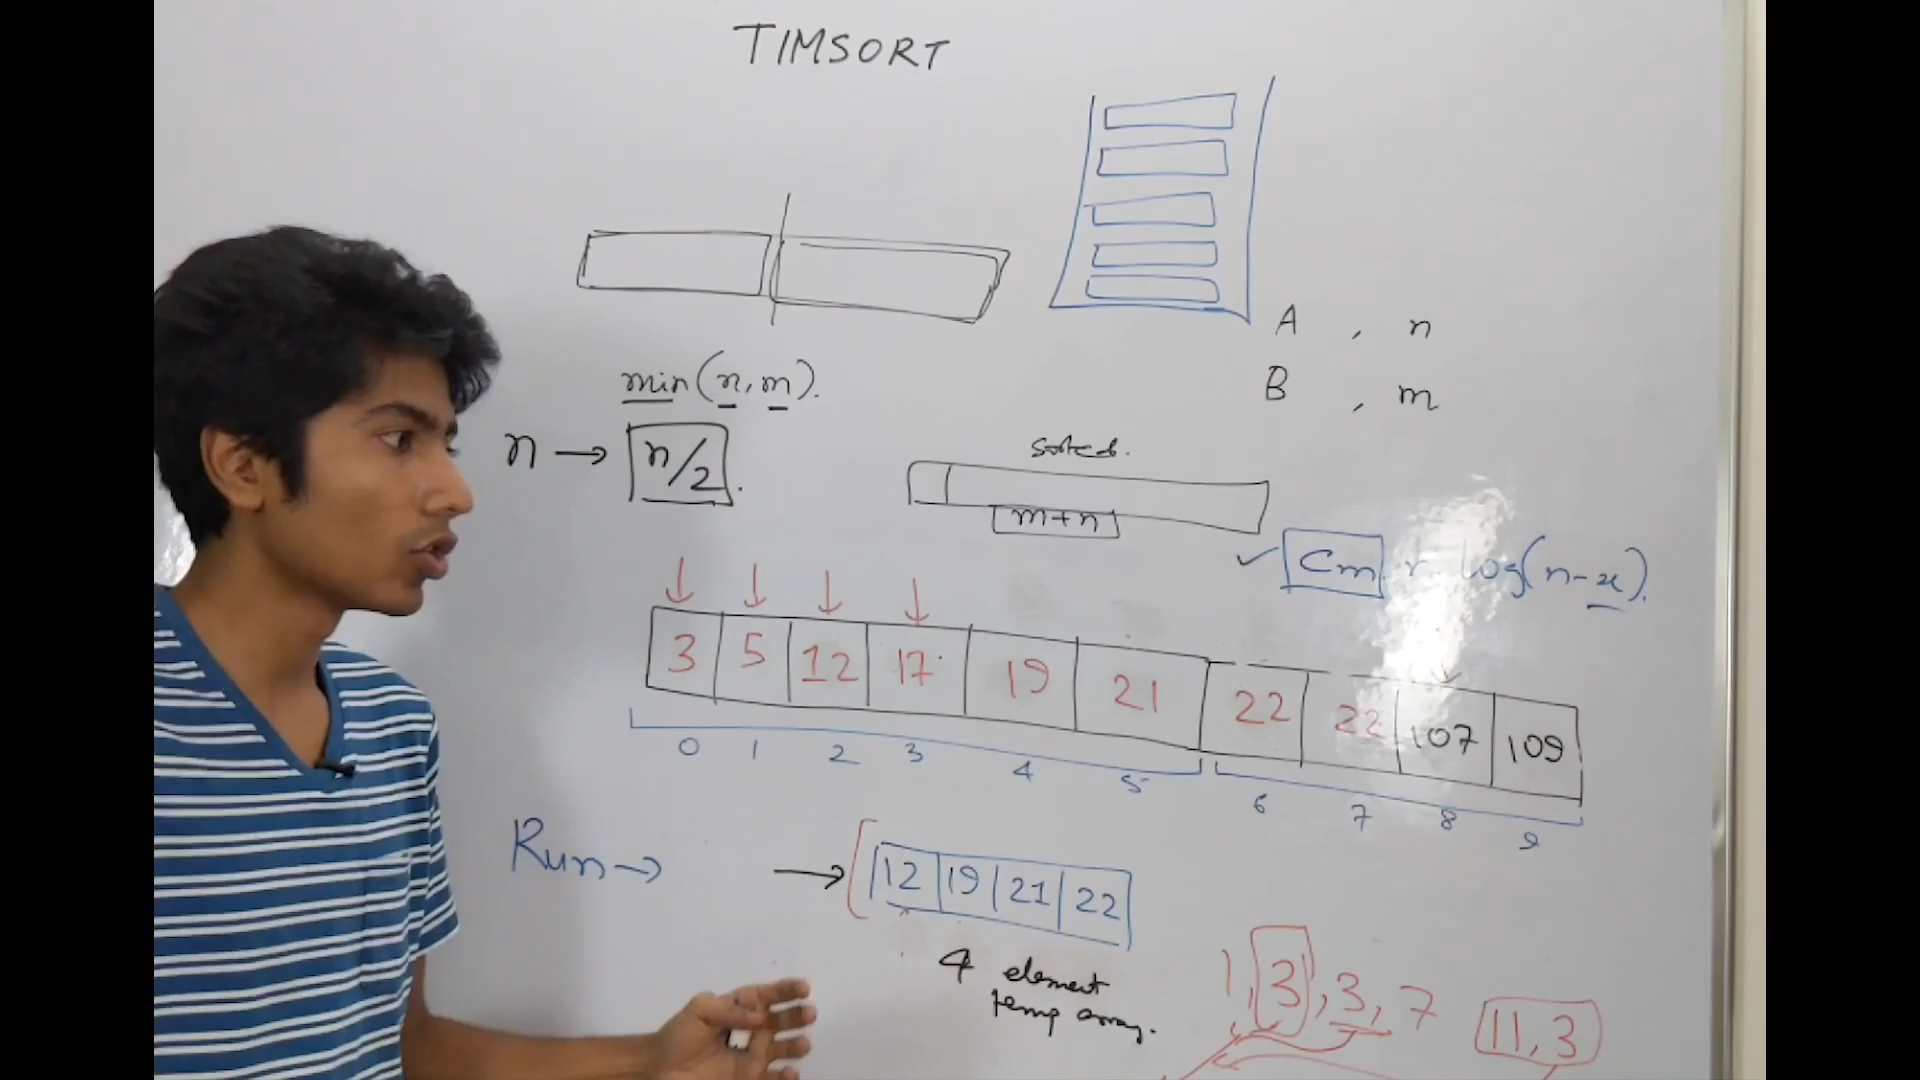 TIMSORT
A , n
B , m
min(n, m).
n → n/2.
sorted.
m+n
Cm log(n-x).
3 5 12 17 19 21 22 22 107 109
0 1 2 3 4 5 6 7 8 9
Run →
→ 12 19 21 22
4 element
temp array.
1, 3, 3, 7
11, 3